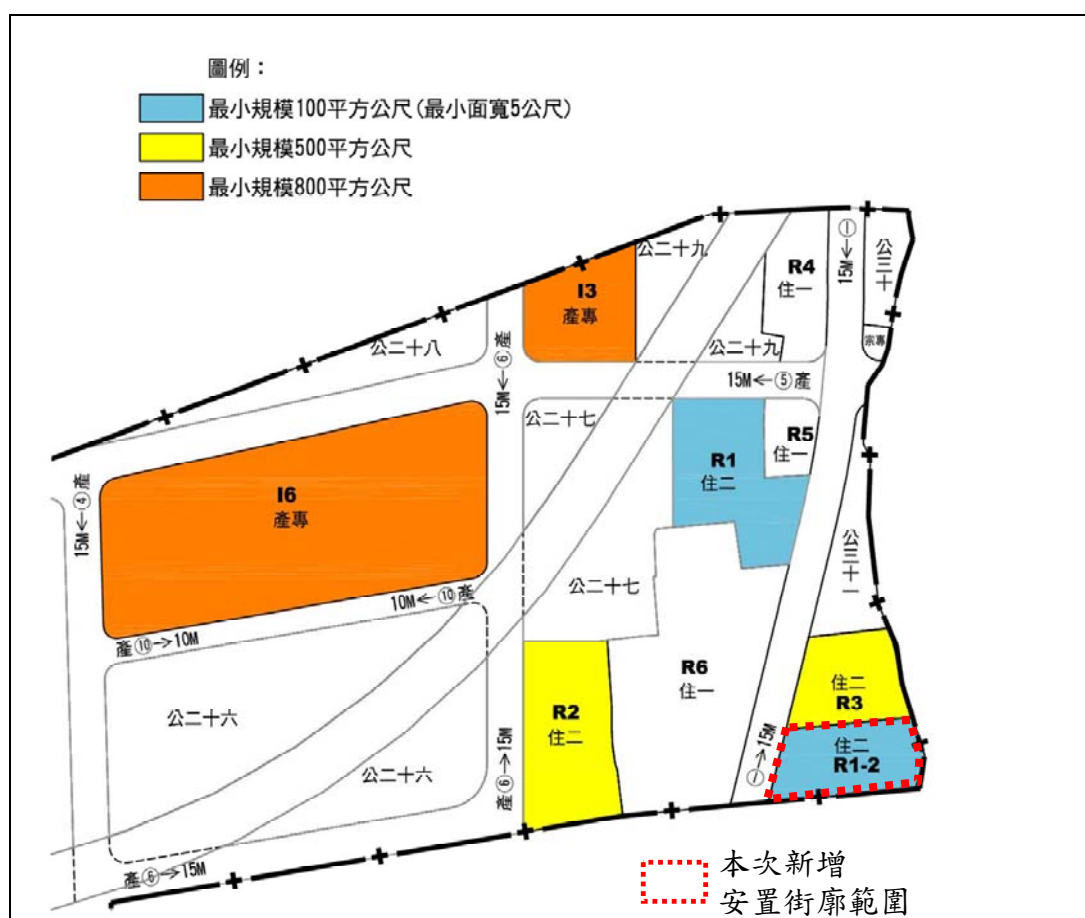 圖例：
最小規模100平方公尺(最小面寬5公尺)
最小規模500平方公尺
最小規模800平方公尺
公二十九
R4
住一
15M←①
公三十
I3
產專
公二十八
15M←⑥產
公二十九
宗專
15M←⑤產
公二十七
R5
住一
R1
住二
15M←④產
I6
產專
公三十一
公二十七
10M←⑩產
產⑩→10M
R6
住一
住二
R3
R2
住二
公二十六
公二十六
產⑥→15M
①→15M
住二
R1-2
產⑥→15M
本次新增
安置街廓範圍